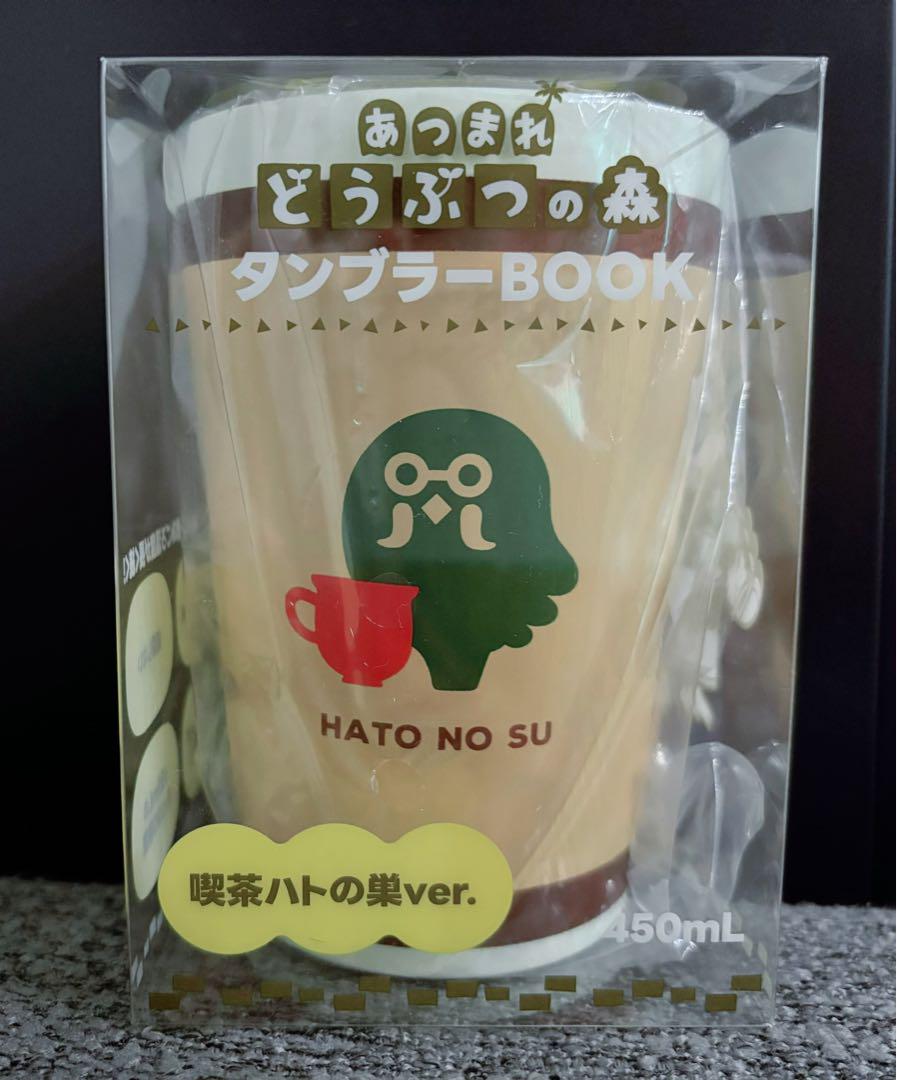 あつまれ
どうぶつの森
タンブラーBOOK
HATO NO SU
喫茶ハトの巣ver.
450mL